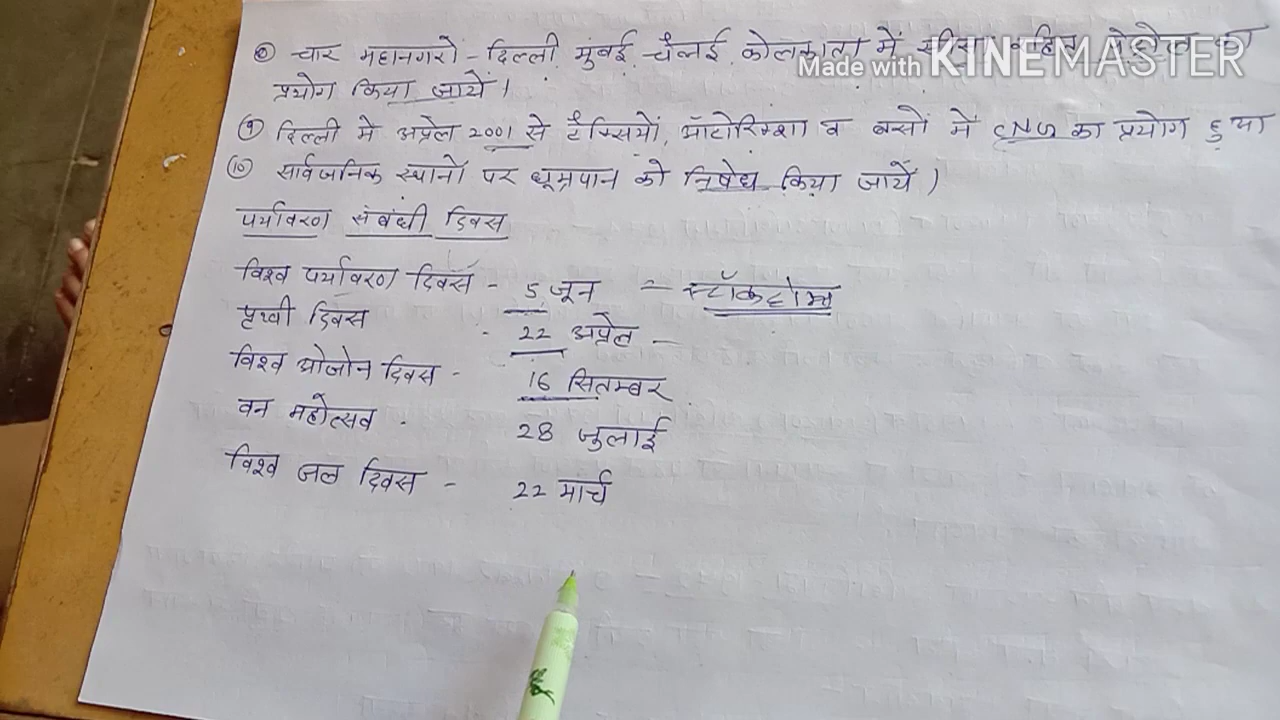 ⑧ चार महानगरो - दिल्ली मुंबई, चैन्नई, कोलकाता में सीसा रहित पेट्रोल का
Made with KINEMASTER
प्रयोग किया जाये।
⑨ दिल्ली मे अप्रेल 2001 से टैक्सियों, ऑटोरिक्शा व बसों में CNG का प्रयोग हुया
⑩ सार्वजनिक स्थानों पर धूम्रपान को निषेध किया जायें)
पर्यावरण संबंधी दिवस
विश्व पर्यावरण दिवस - 5 जून = स्टॉकहोम
पृथ्वी दिवस - 22 अप्रेल -
विश्व ओजोन दिवस - 16 सितम्बर
वन महोत्सव - 28 जुलाई
विश्व जल दिवस - 22 मार्च